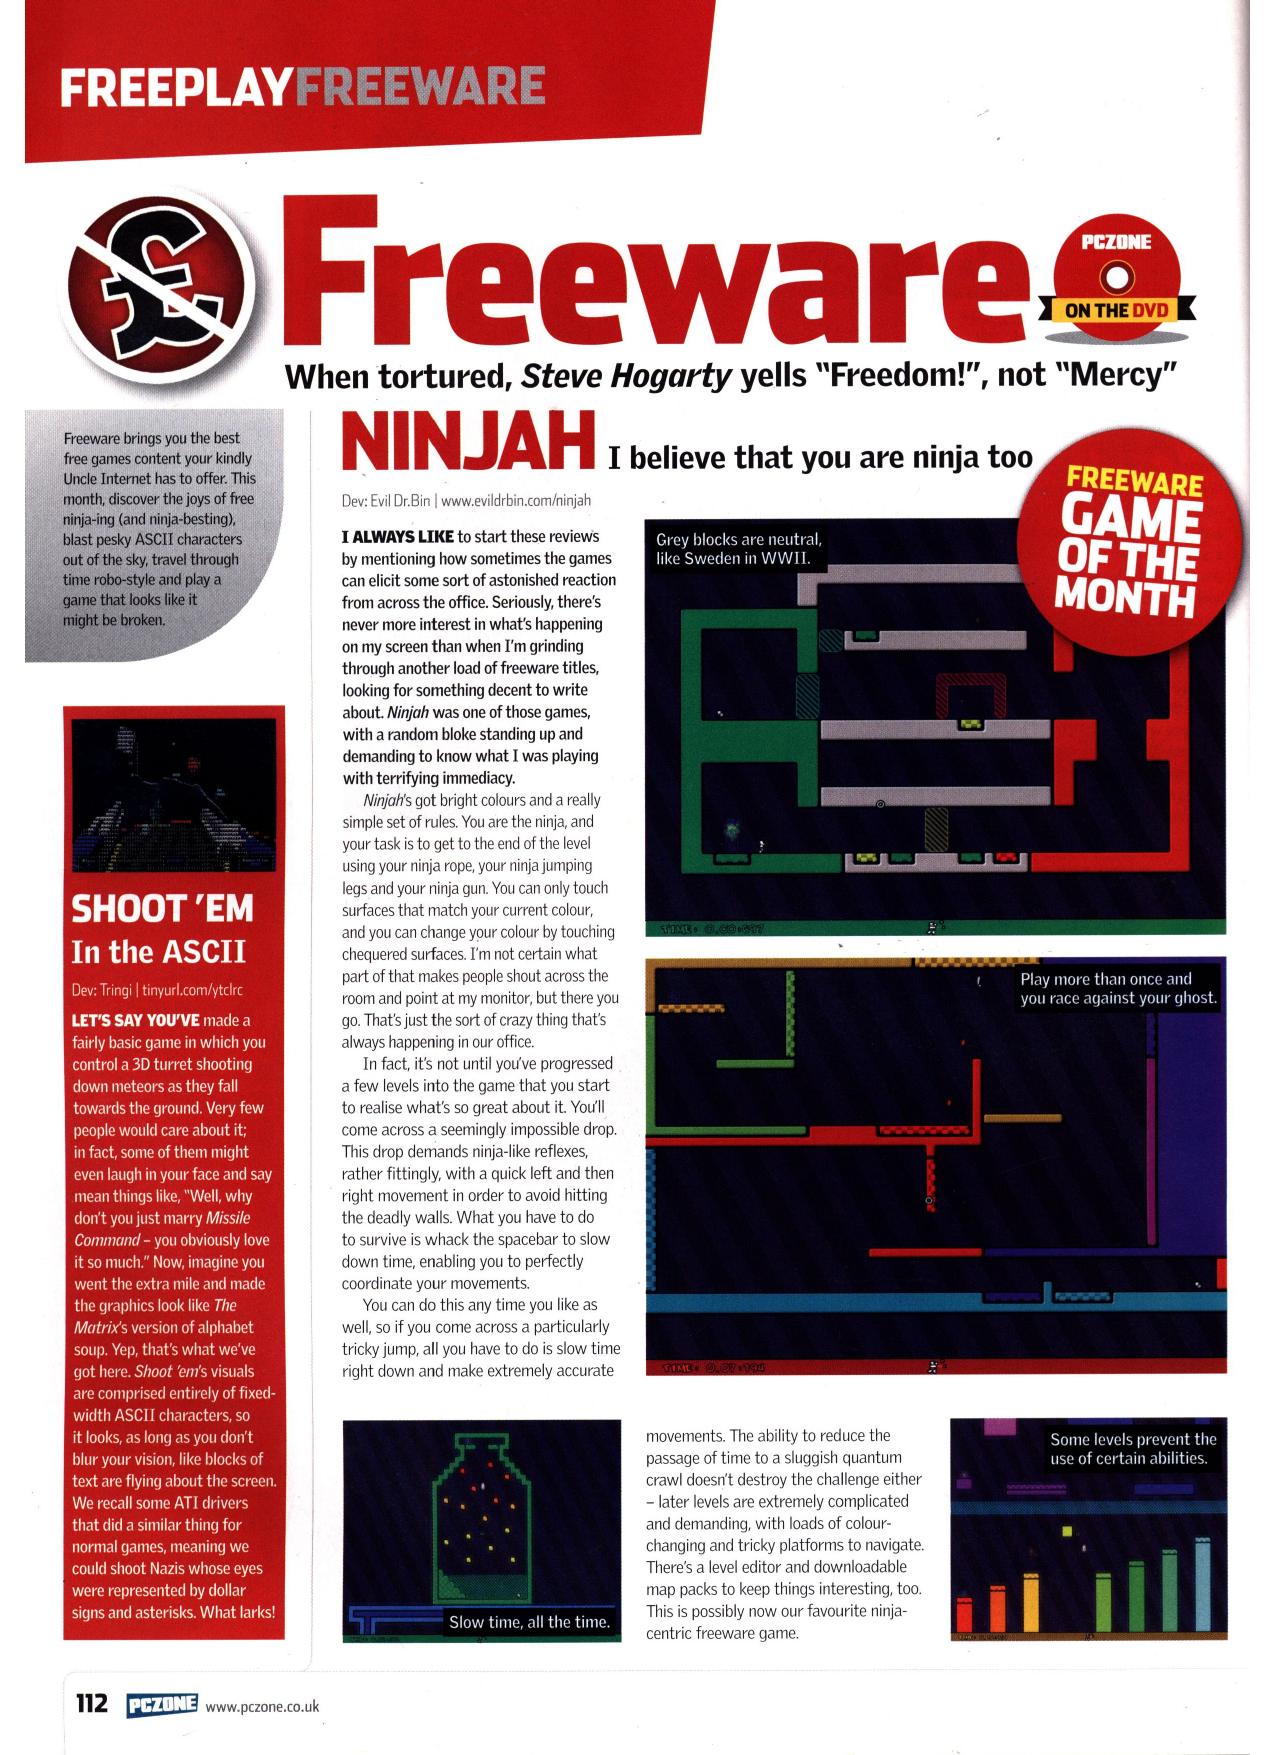 FREEPLAYFREEWARE
£
Freeware
PCZONE
ON THE DVD
When tortured, Steve Hogarty yells "Freedom!", not "Mercy"
Freeware brings you the best
free games content your kindly
Uncle Internet has to offer. This
month, discover the joys of free
ninja-ing (and ninja-besting),
blast pesky ASCII characters
out of the sky, travel through
time robo-style and play a
game that looks like it
might be broken.
SHOOT 'EM
In the ASCII
Dev: Tringi | tinyurl.com/ytclrc
LET'S SAY YOU'VE made a
fairly basic game in which you
control a 3D turret shooting
down meteors as they fall
towards the ground. Very few
people would care about it;
in fact, some of them might
even laugh in your face and say
mean things like, "Well, why
don't you just marry Missile
Command – you obviously love
it so much." Now, imagine you
went the extra mile and made
the graphics look like The
Matrix's version of alphabet
soup. Yep, that's what we've
got here. Shoot 'em's visuals
are comprised entirely of fixed-
width ASCII characters, so
it looks, as long as you don't
blur your vision, like blocks of
text are flying about the screen.
We recall some ATI drivers
that did a similar thing for
normal games, meaning we
could shoot Nazis whose eyes
were represented by dollar
signs and asterisks. What larks!
NINJAH I believe that you are ninja too
Dev: Evil Dr.Bin | www.evildrbin.com/ninjah
FREEWARE
GAME
OF THE
MONTH
I ALWAYS LIKE to start these reviews
by mentioning how sometimes the games
can elicit some sort of astonished reaction
from across the office. Seriously, there's
never more interest in what's happening
on my screen than when I'm grinding
through another load of freeware titles,
looking for something decent to write
about. Ninjah was one of those games,
with a random bloke standing up and
demanding to know what I was playing
with terrifying immediacy.
Ninjah's got bright colours and a really
simple set of rules. You are the ninja, and
your task is to get to the end of the level
using your ninja rope, your ninja jumping
legs and your ninja gun. You can only touch
surfaces that match your current colour,
and you can change your colour by touching
chequered surfaces. I'm not certain what
part of that makes people shout across the
room and point at my monitor, but there you
go. That's just the sort of crazy thing that's
always happening in our office.
In fact, it's not until you've progressed
a few levels into the game that you start
to realise what's so great about it. You'll
come across a seemingly impossible drop.
This drop demands ninja-like reflexes,
rather fittingly, with a quick left and then
right movement in order to avoid hitting
the deadly walls. What you have to do
to survive is whack the spacebar to slow
down time, enabling you to perfectly
coordinate your movements.
You can do this any time you like as
well, so if you come across a particularly
tricky jump, all you have to do is slow time
right down and make extremely accurate
movements. The ability to reduce the
passage of time to a sluggish quantum
crawl doesn't destroy the challenge either
– later levels are extremely complicated
and demanding, with loads of colour-
changing and tricky platforms to navigate.
There's a level editor and downloadable
map packs to keep things interesting, too.
This is possibly now our favourite ninja-
centric freeware game.
Grey blocks are neutral,
like Sweden in WWII.
TIME:
Play more than once and
you race against your ghost.
TIME:
Slow time, all the time.
Some levels prevent the
use of certain abilities.
112 PCZONE www.pczone.co.uk